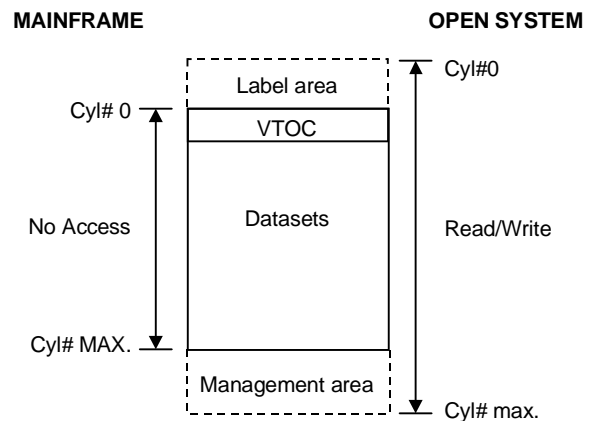 MAINFRAME
OPEN SYSTEM
Label area
Cyl#0
Cyl# 0
VTOC
No Access
Datasets
Read/Write
Cyl# MAX.
Management area
Cyl# max.